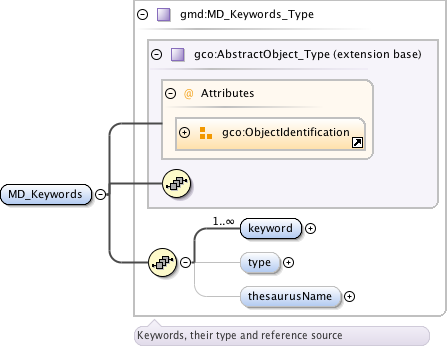 gmd:MD_Keywords_Type
gco:AbstractObject_Type (extension base)
@ Attributes
gco:ObjectIdentification
MD_Keywords
1..∞
keyword
type
thesaurusName
Keywords, their type and reference source